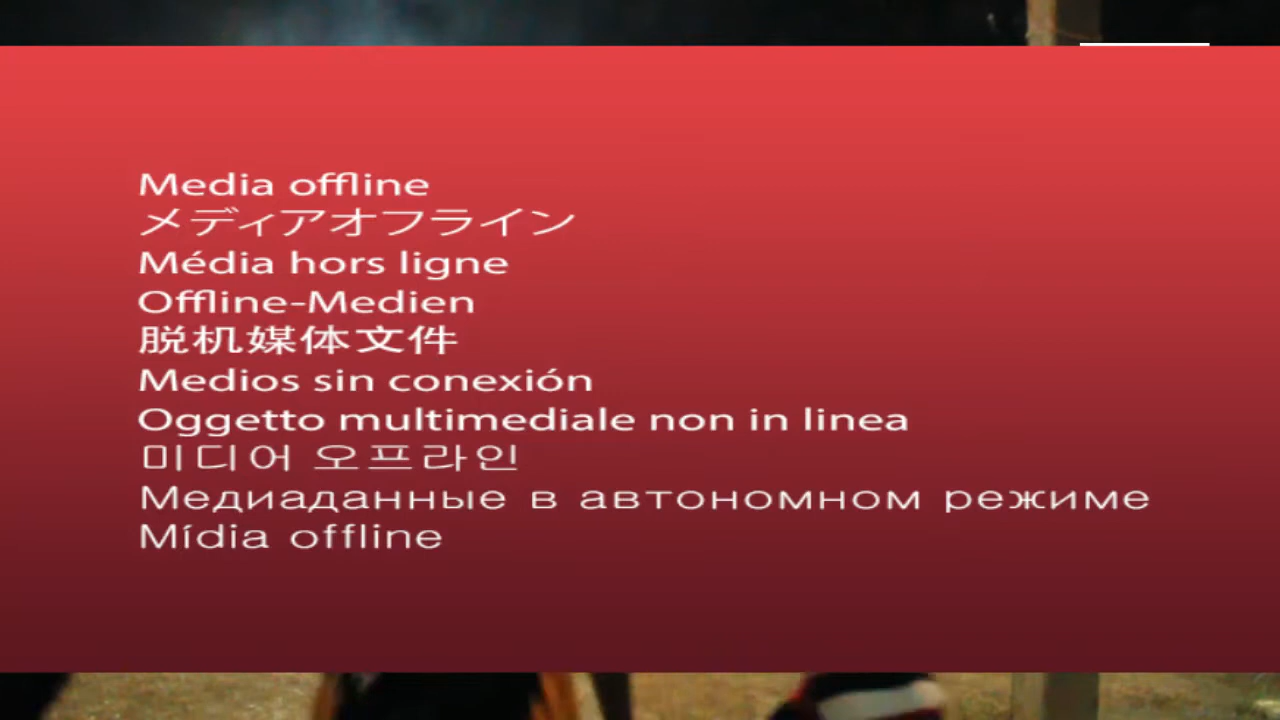 Media offline
メディアオフライン
Média hors ligne
Offline-Medien
脱机媒体文件
Medios sin conexión
Oggetto multimediale non in linea
미디어 오프라인
Медиаданные в автономном режиме
Mídia offline